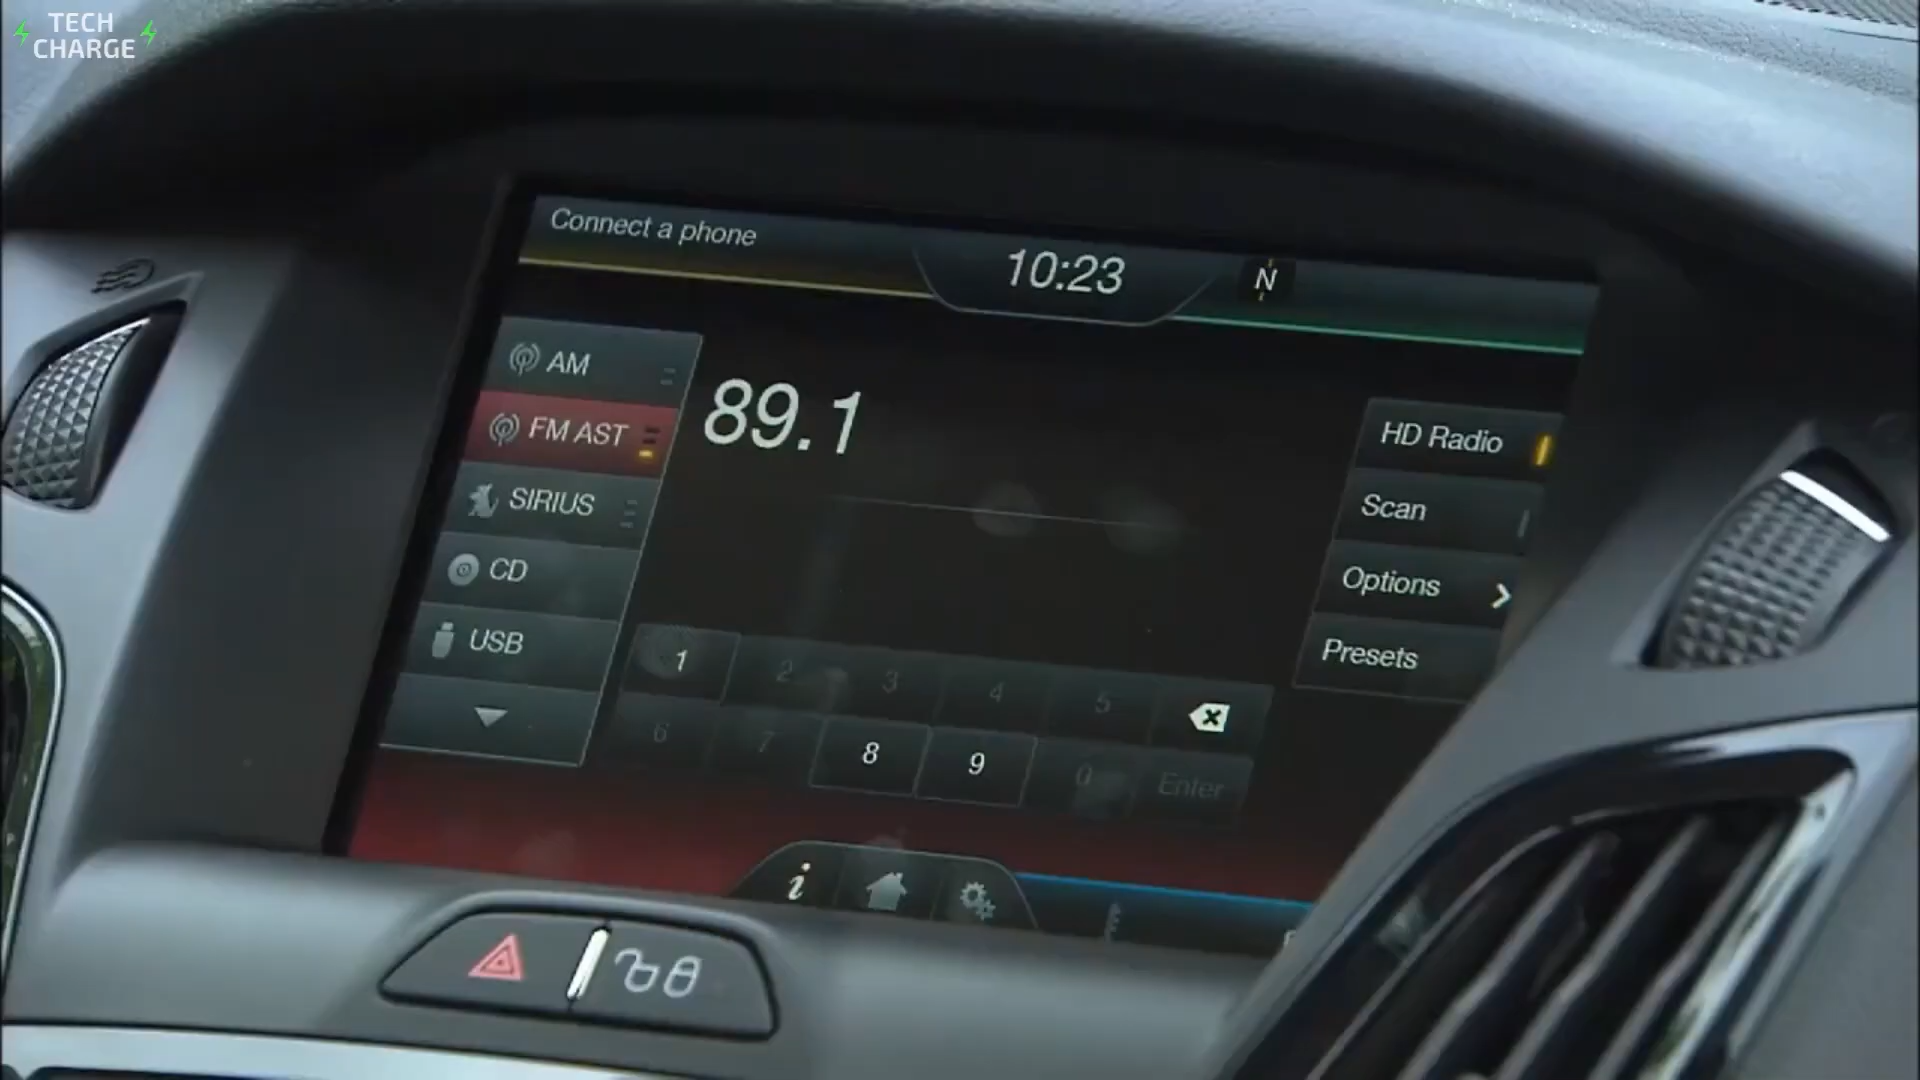 TECH
CHARGE
Connect a phone
10:23
N
AM
89.1
FM AST
HD Radio
SIRIUS
Scan
CD
Options
USB
Presets
1 2 3 4 5
6 7 8 9 0 Enter
i